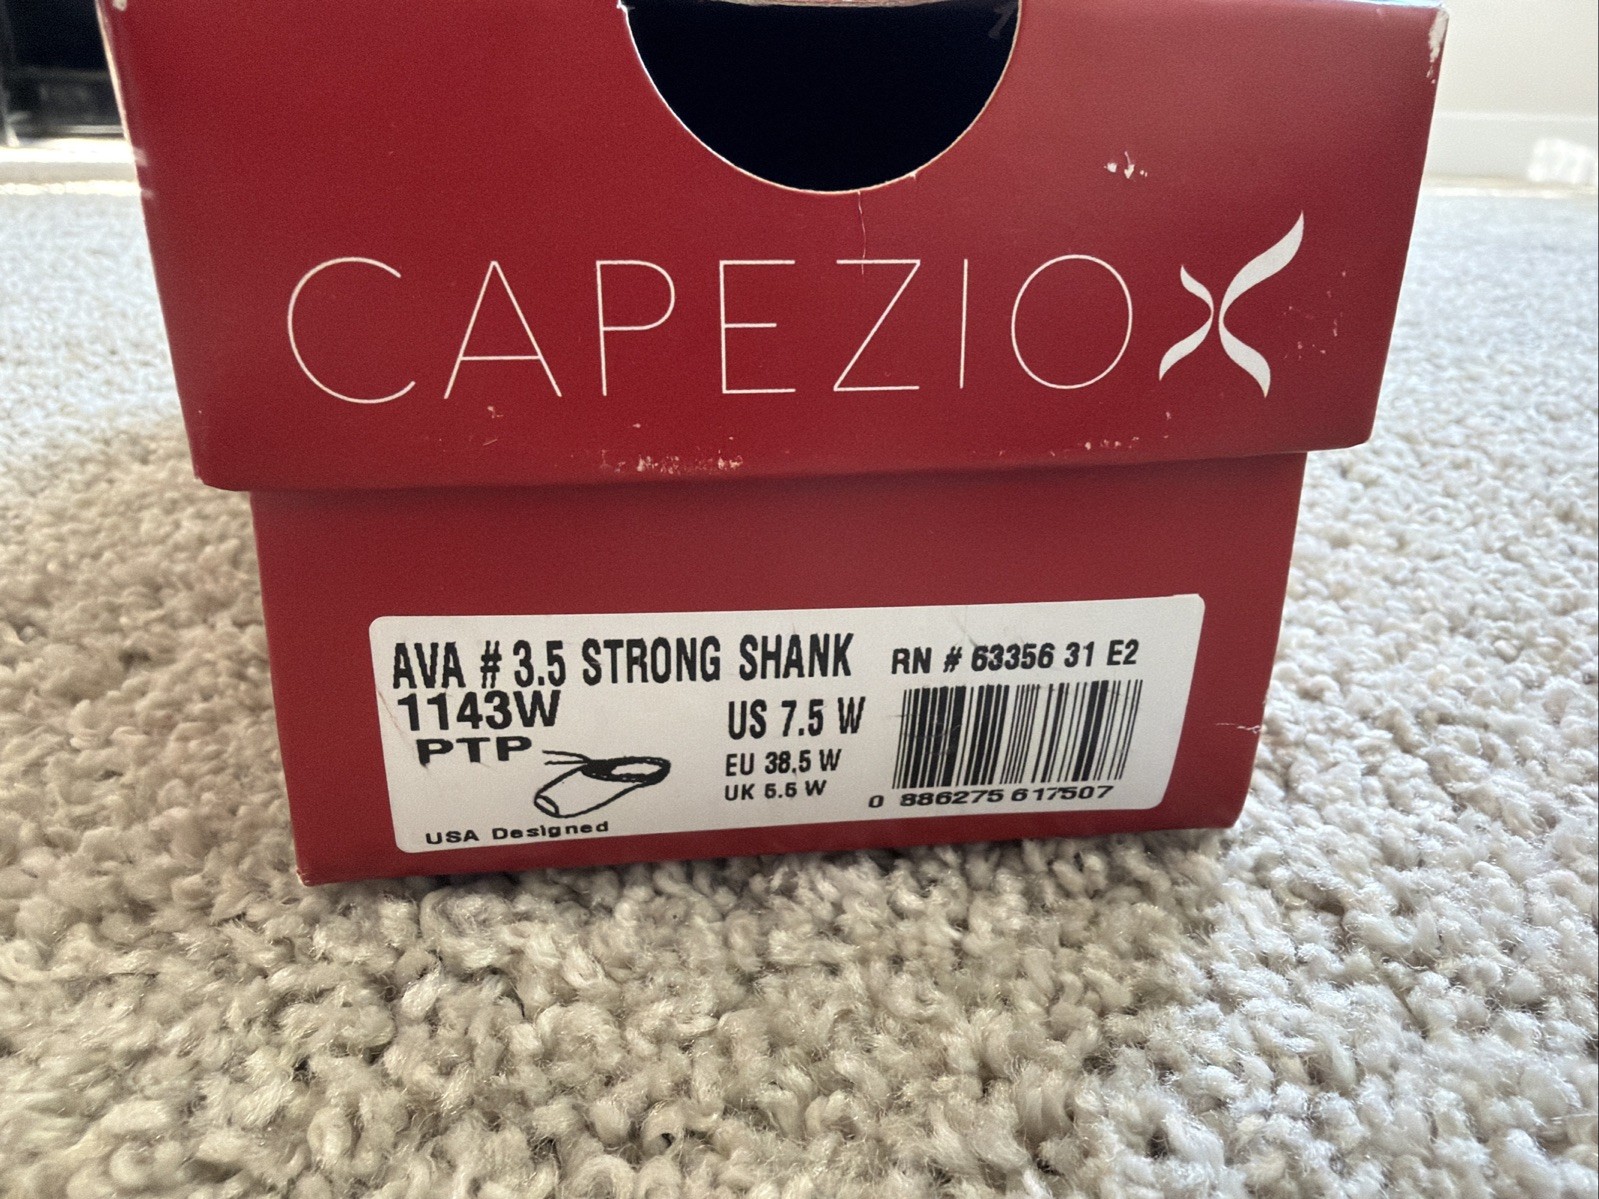 CAPEZIO
AVA # 3.5 STRONG SHANK
RN # 63356 31 E2
1143W
US 7.5 W
PTP
EU 38.5 W
UK 5.5 W
0 886275 617507
USA Designed